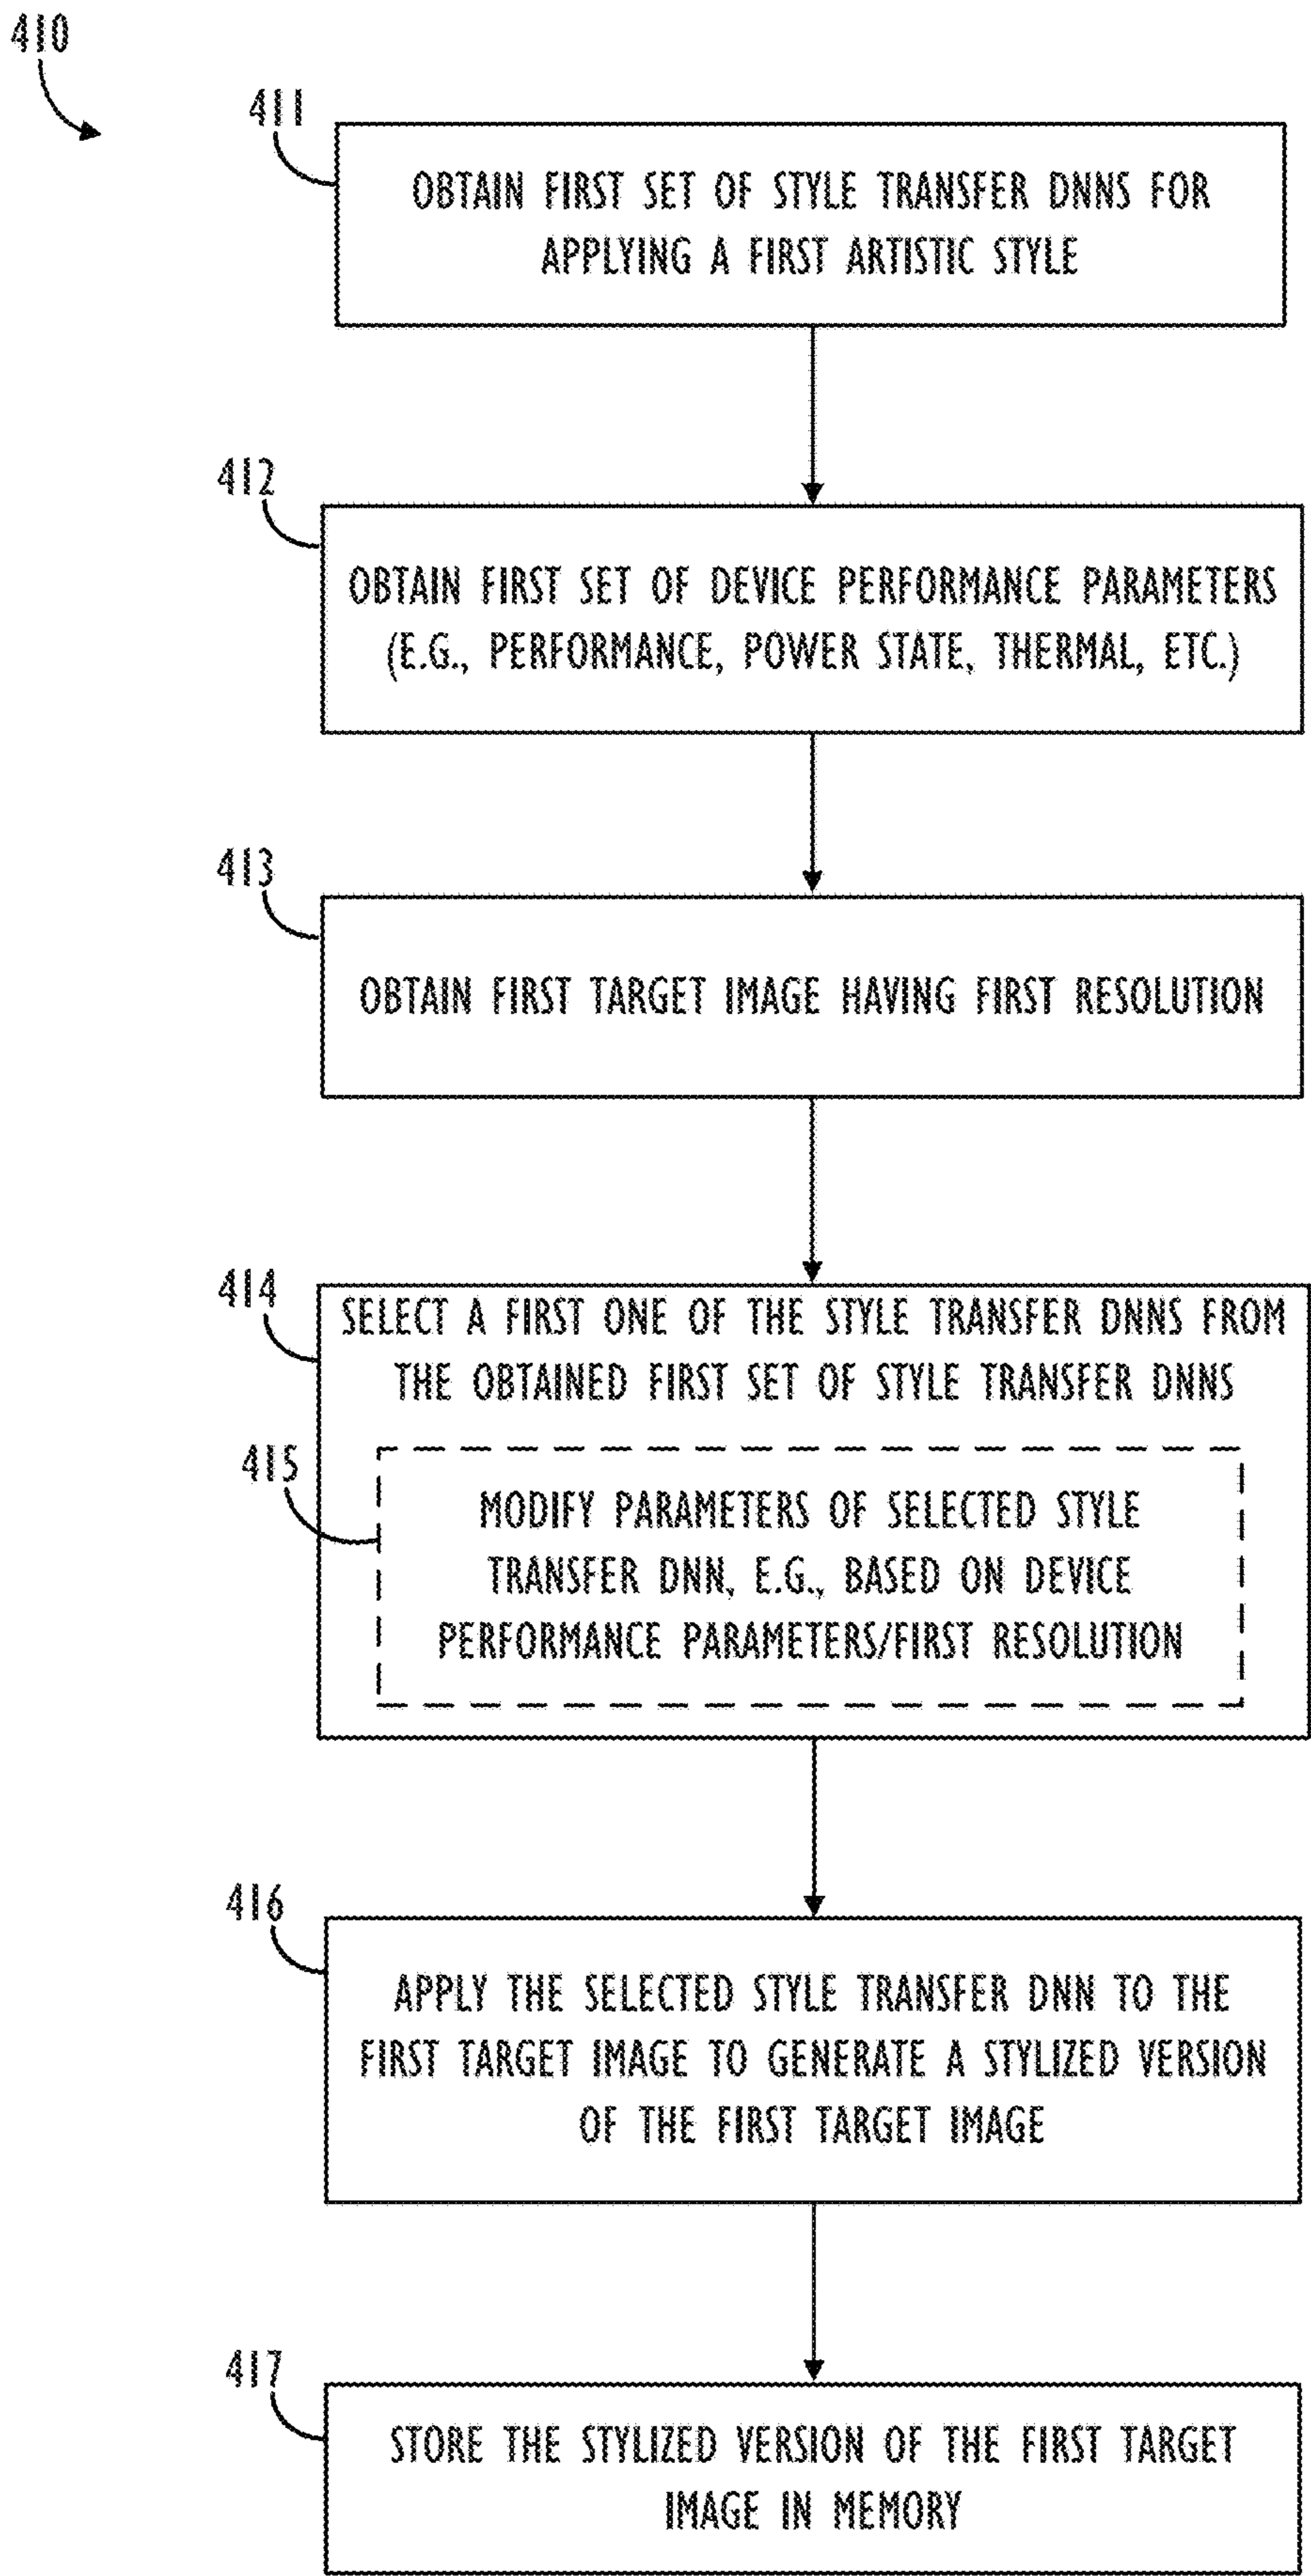 410
411
OBTAIN FIRST SET OF STYLE TRANSFER DNNS FOR
APPLYING A FIRST ARTISTIC STYLE
412
OBTAIN FIRST SET OF DEVICE PERFORMANCE PARAMETERS
(E.G., PERFORMANCE, POWER STATE, THERMAL, ETC.)
413
OBTAIN FIRST TARGET IMAGE HAVING FIRST RESOLUTION
414
SELECT A FIRST ONE OF THE STYLE TRANSFER DNNS FROM
THE OBTAINED FIRST SET OF STYLE TRANSFER DNNS
415
MODIFY PARAMETERS OF SELECTED STYLE
TRANSFER DNN, E.G., BASED ON DEVICE
PERFORMANCE PARAMETERS/FIRST RESOLUTION
416
APPLY THE SELECTED STYLE TRANSFER DNN TO THE
FIRST TARGET IMAGE TO GENERATE A STYLIZED VERSION
OF THE FIRST TARGET IMAGE
417
STORE THE STYLIZED VERSION OF THE FIRST TARGET
IMAGE IN MEMORY